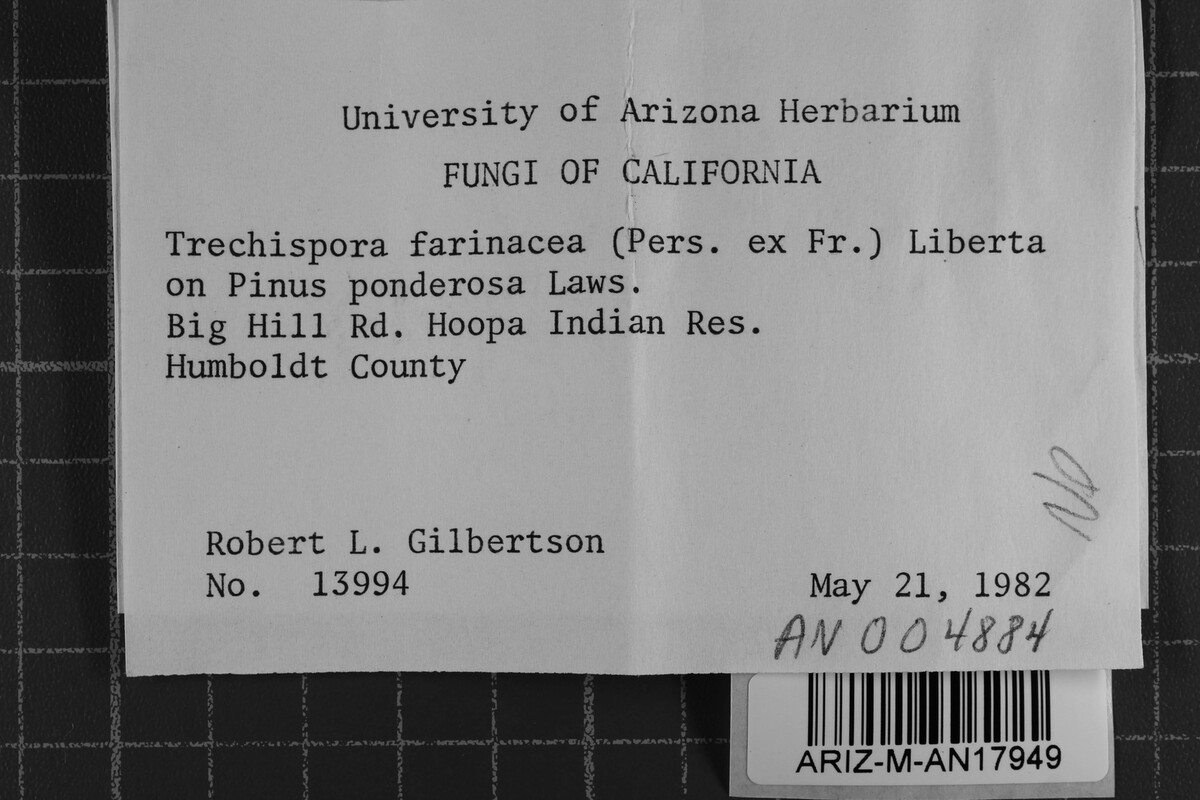 University of Arizona Herbarium
FUNGI OF CALIFORNIA
Trechispora farinacea (Pers. ex Fr.) Liberta
on Pinus ponderosa Laws.
Big Hill Rd. Hoopa Indian Res.
Humboldt County
Nb
Robert L. Gilbertson
No. 13994
May 21, 1982
AN 004884
ARIZ-M-AN17949